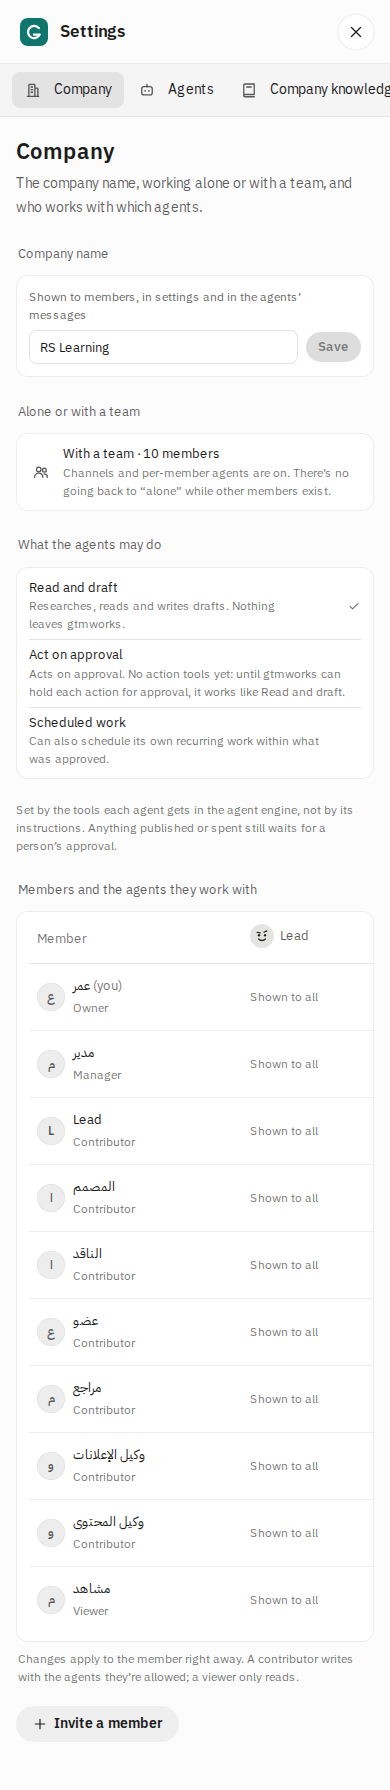 Settings
Company
Agents
Company knowledg
Company
The company name, working alone or with a team, and
who works with which agents.
Company name
Shown to members, in settings and in the agents’
messages
RS Learning
Save
Alone or with a team
With a team · 10 members
Channels and per-member agents are on. There’s no
going back to “alone” while other members exist.
What the agents may do
Read and draft
Researches, reads and writes drafts. Nothing
leaves gtmworks.
Act on approval
Acts on approval. No action tools yet: until gtmworks can
hold each action for approval, it works like Read and draft.
Scheduled work
Can also schedule its own recurring work within what
was approved.
Set by the tools each agent gets in the agent engine, not by its
instructions. Anything published or spent still waits for a
person’s approval.
Members and the agents they work with
Member
Lead
ع
عمر (you)
Owner
Shown to all
م
مدير
Manager
Shown to all
L
Lead
Contributor
Shown to all
ا
المصمم
Contributor
Shown to all
ا
الناقد
Contributor
Shown to all
ع
عضو
Contributor
Shown to all
م
مراجع
Contributor
Shown to all
و
وكيل الإعلانات
Contributor
Shown to all
و
وكيل المحتوى
Contributor
Shown to all
م
مشاهد
Viewer
Shown to all
Changes apply to the member right away. A contributor writes
with the agents they’re allowed; a viewer only reads.
Invite a member